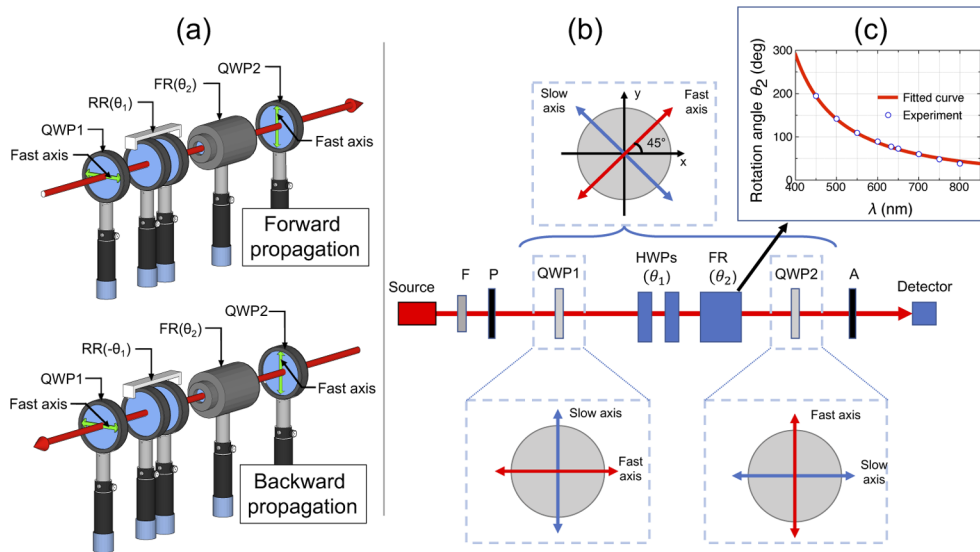 (a)
QWP2
FR(θ₂)
RR(θ₁)
QWP1
Fast axis
Fast axis
Forward
propagation
QWP2
FR(θ₂)
RR(-θ₁)
QWP1
Fast axis
Fast axis
Backward
propagation
(b)
Slow
axis
y
Fast
axis
45°
x
Source
F
P
QWP1
HWPs
(θ₁)
FR
(θ₂)
QWP2
A
Detector
Slow axis
Fast
axis
Fast axis
Slow
axis
(c)
Rotation angle θ₂ (deg)
300
200
100
0
400
500
600
700
800
λ (nm)
Fitted curve
Experiment